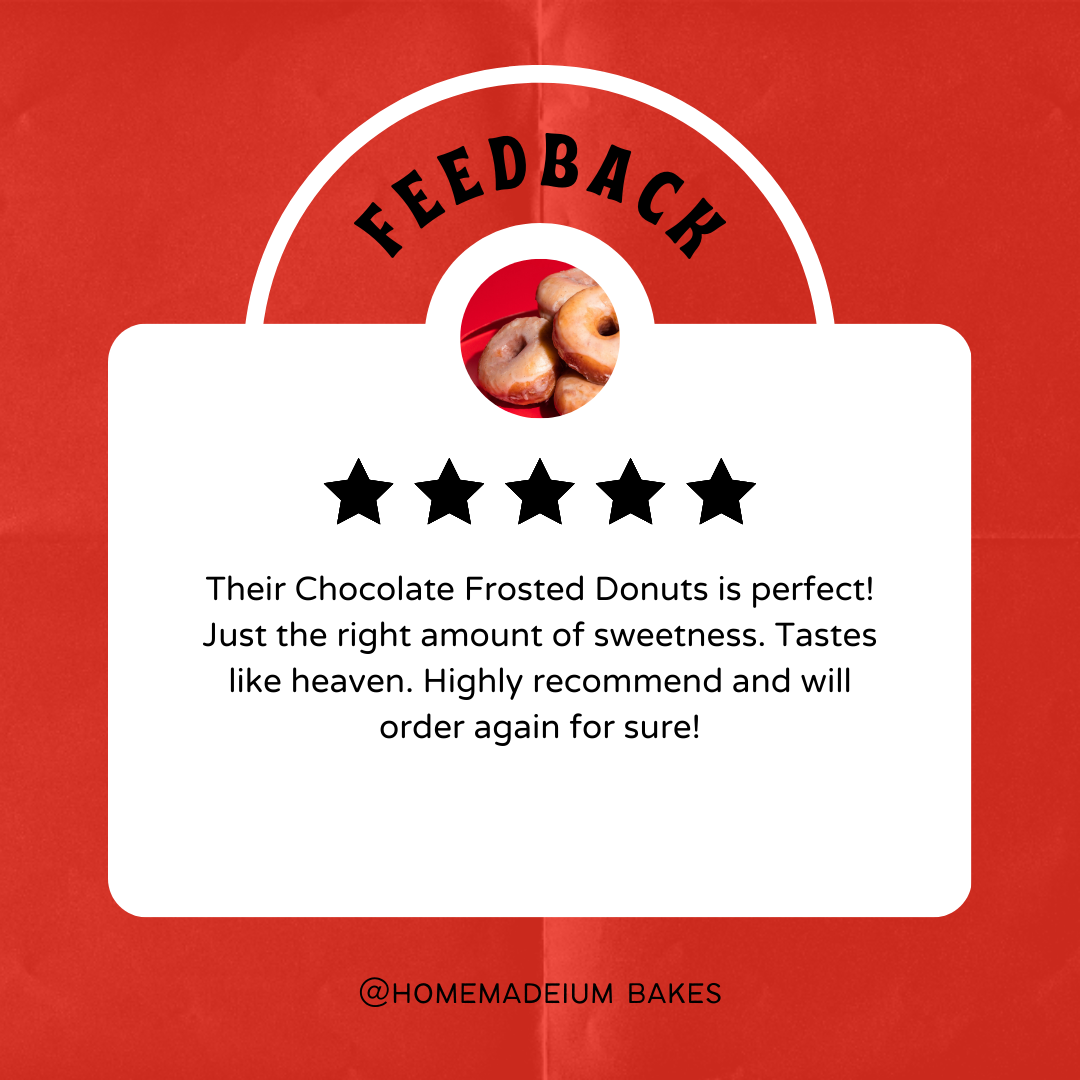 FEEDBACK
Their Chocolate Frosted Donuts is perfect!
Just the right amount of sweetness. Tastes
like heaven. Highly recommend and will
order again for sure!
@HOMEMADEIUM BAKES